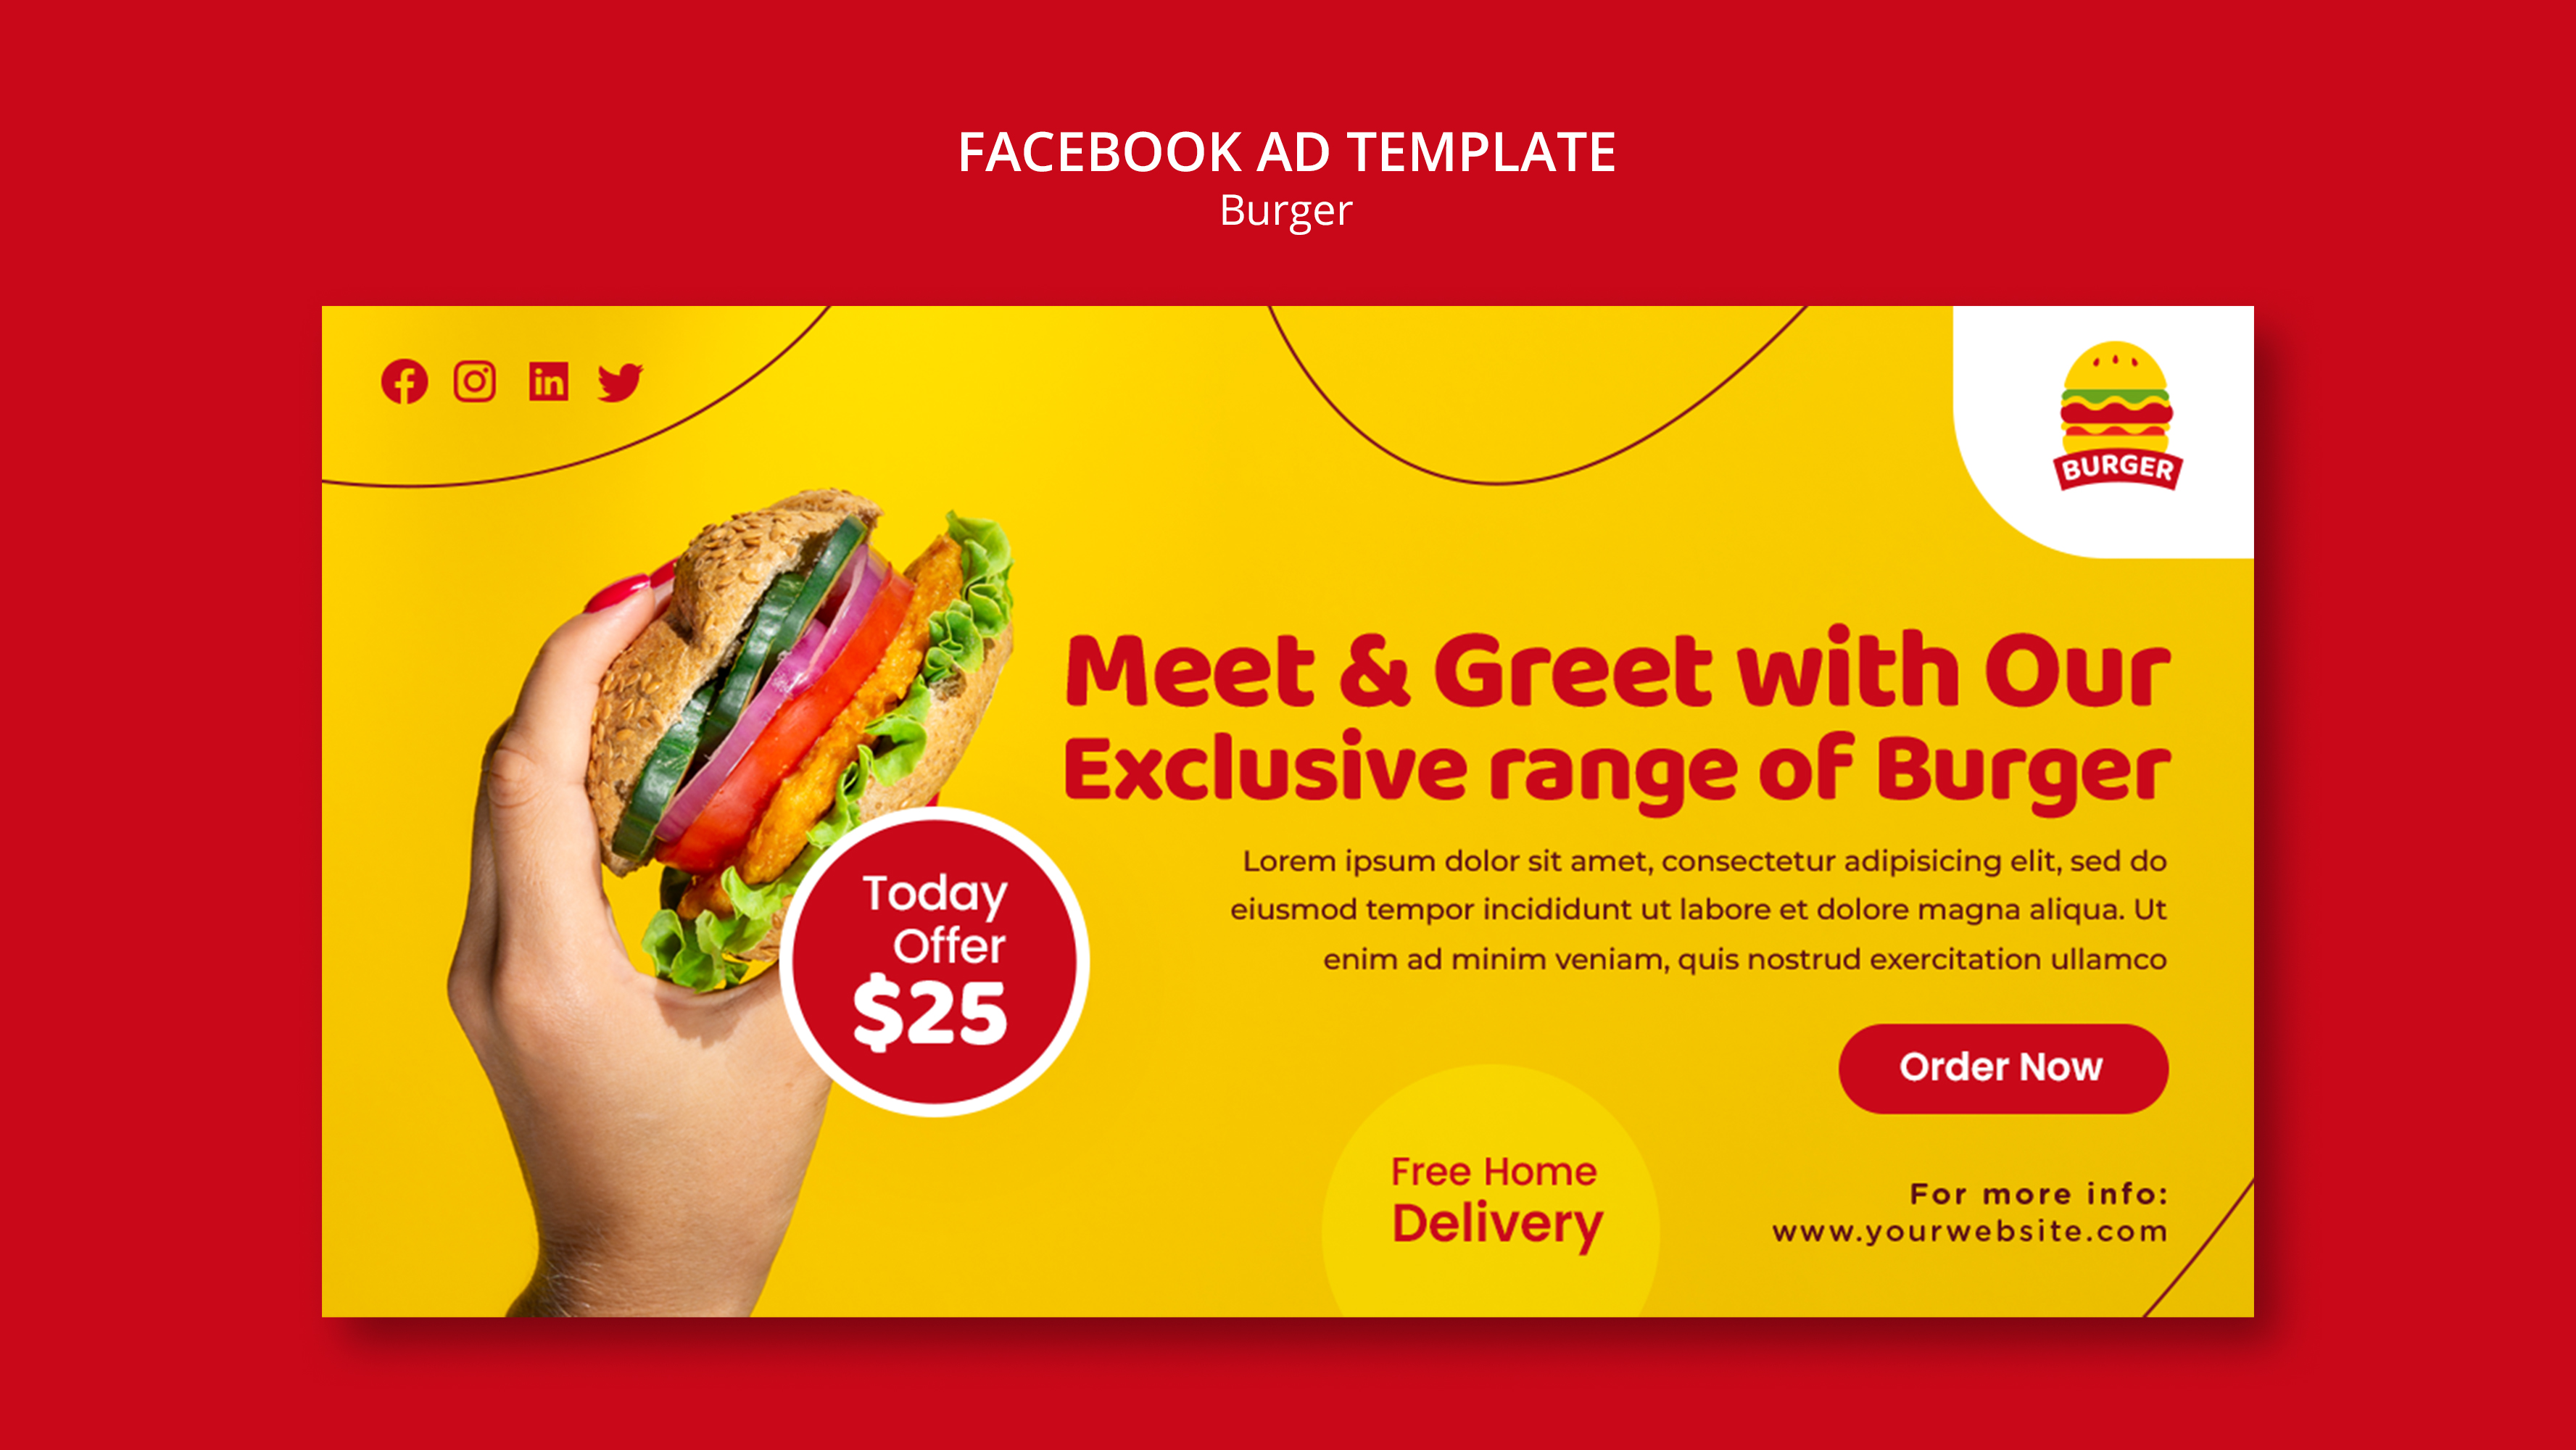 FACEBOOK AD TEMPLATE
Burger
BURGER
Meet & Greet with Our
Exclusive range of Burger
Lorem ipsum dolor sit amet, consectetur adipisicing elit, sed do
eiusmod tempor incididunt ut labore et dolore magna aliqua. Ut
enim ad minim veniam, quis nostrud exercitation ullamco
Today
Offer
$25
Order Now
Free Home
Delivery
For more info:
www.yourwebsite.com